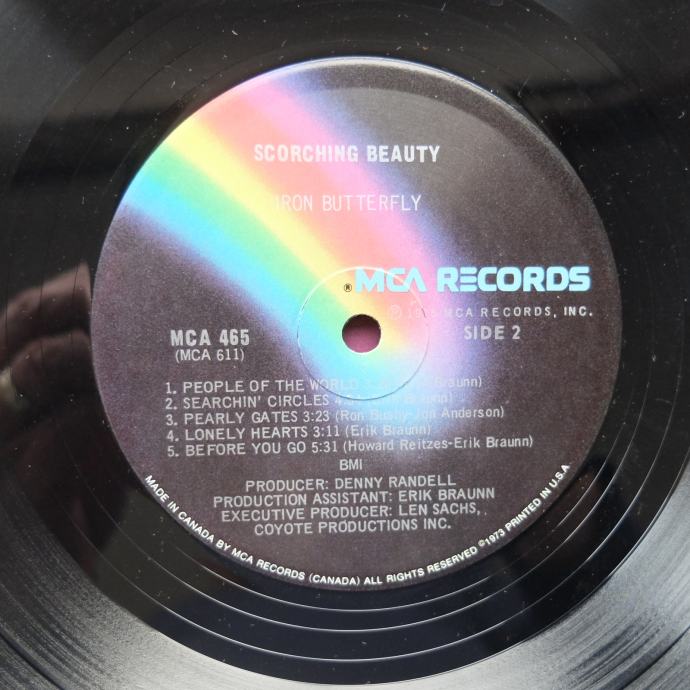 SCORCHING BEAUTY
IRON BUTTERFLY
® MCA RECORDS
Ⓟ MCA RECORDS, INC.
MCA 465
(MCA 611)
SIDE 2
1. PEOPLE OF THE WORLD Braunn)
2. SEARCHIN' CIRCLES Braunn)
3. PEARLY GATES 3:23 (Ron Bushy-Jon Anderson)
4. LONELY HEARTS 3:11 (Erik Braunn)
5. BEFORE YOU GO 5:31 (Howard Reitzes-Erik Braunn)
BMI
PRODUCER: DENNY RANDELL
PRODUCTION ASSISTANT: ERIK BRAUNN
EXECUTIVE PRODUCER: LEN SACHS,
COYOTE PRODUCTIONS INC.
MADE IN CANADA BY MCA RECORDS (CANADA) ALL RIGHTS RESERVED ©1973 PRINTED IN U.S.A